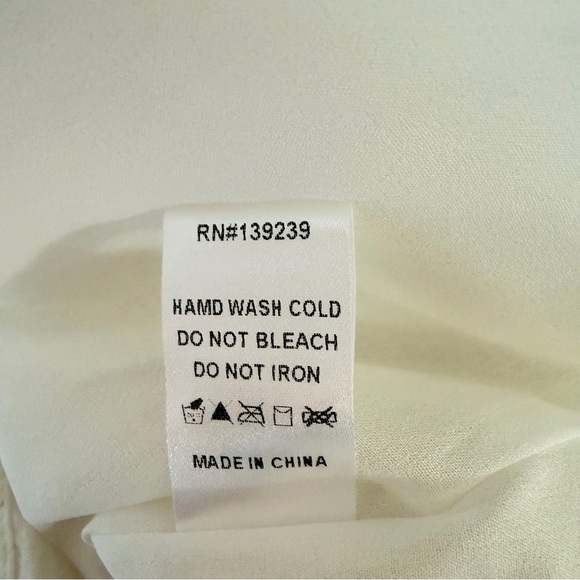 RN#139239
HAMD WASH COLD
DO NOT BLEACH
DO NOT IRON
MADE IN CHINA